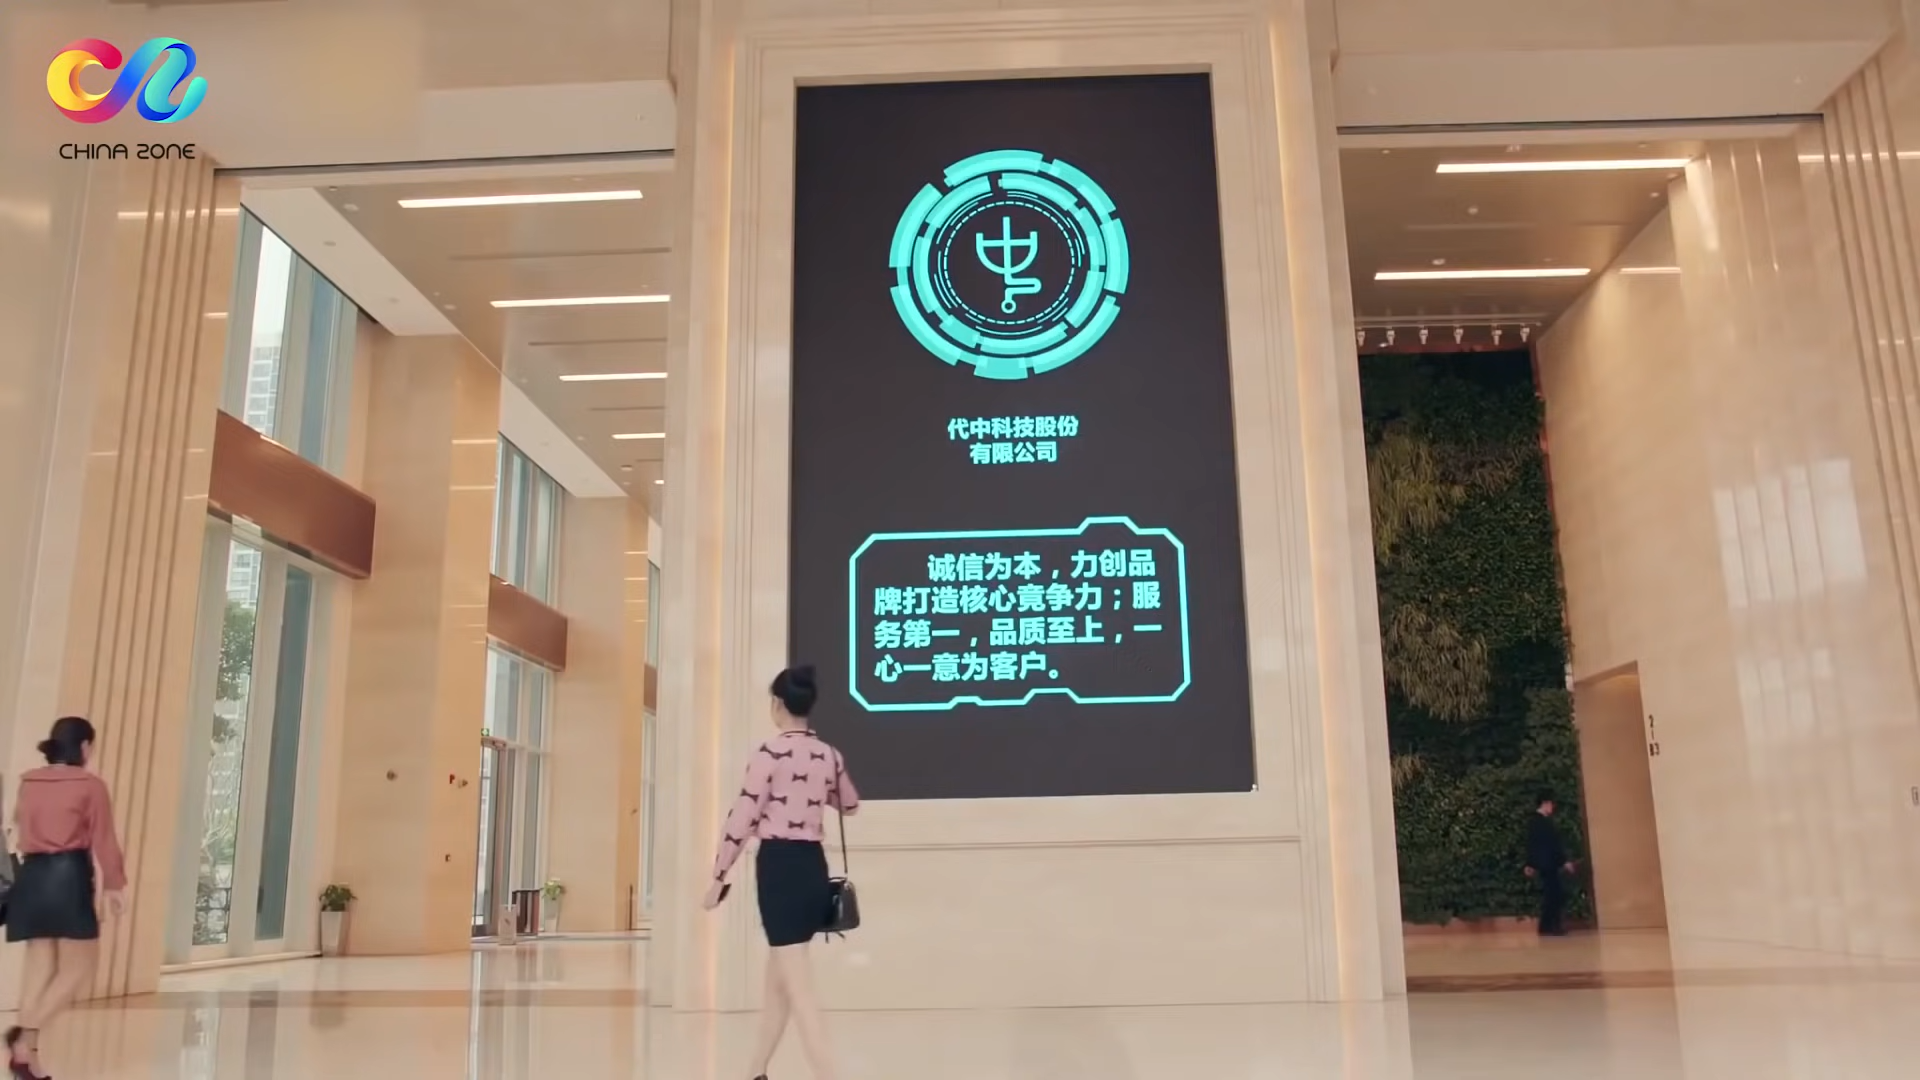 CHINA ZONE
代中科技股份
有限公司
诚信为本，力创品
牌打造核心竟争力；服
务第一，品质至上，一
心一意为客户。